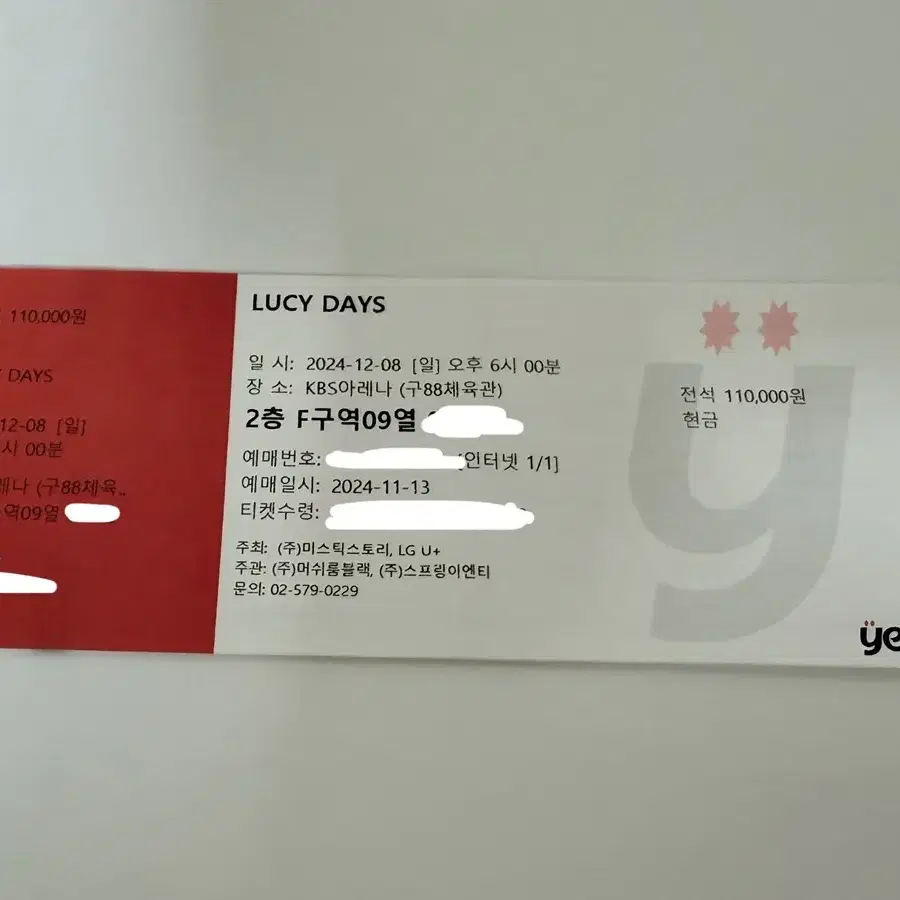 110,000원
DAYS
12-08 [일]
시 00분
레나 (구88체육..
역09열
LUCY DAYS
일 시: 2024-12-08 [일] 오후 6시 00분
장 소: KBS아레나 (구88체육관)
2층 F구역09열
예매번호: [인터넷 1/1]
예매일시: 2024-11-13
티켓수령:
주최: (주)미스틱스토리, LG U+
주관: (주)머쉬룸블랙, (주)스프링이엔티
문의: 02-579-0229
전석 110,000원
현금
ÿ
ye